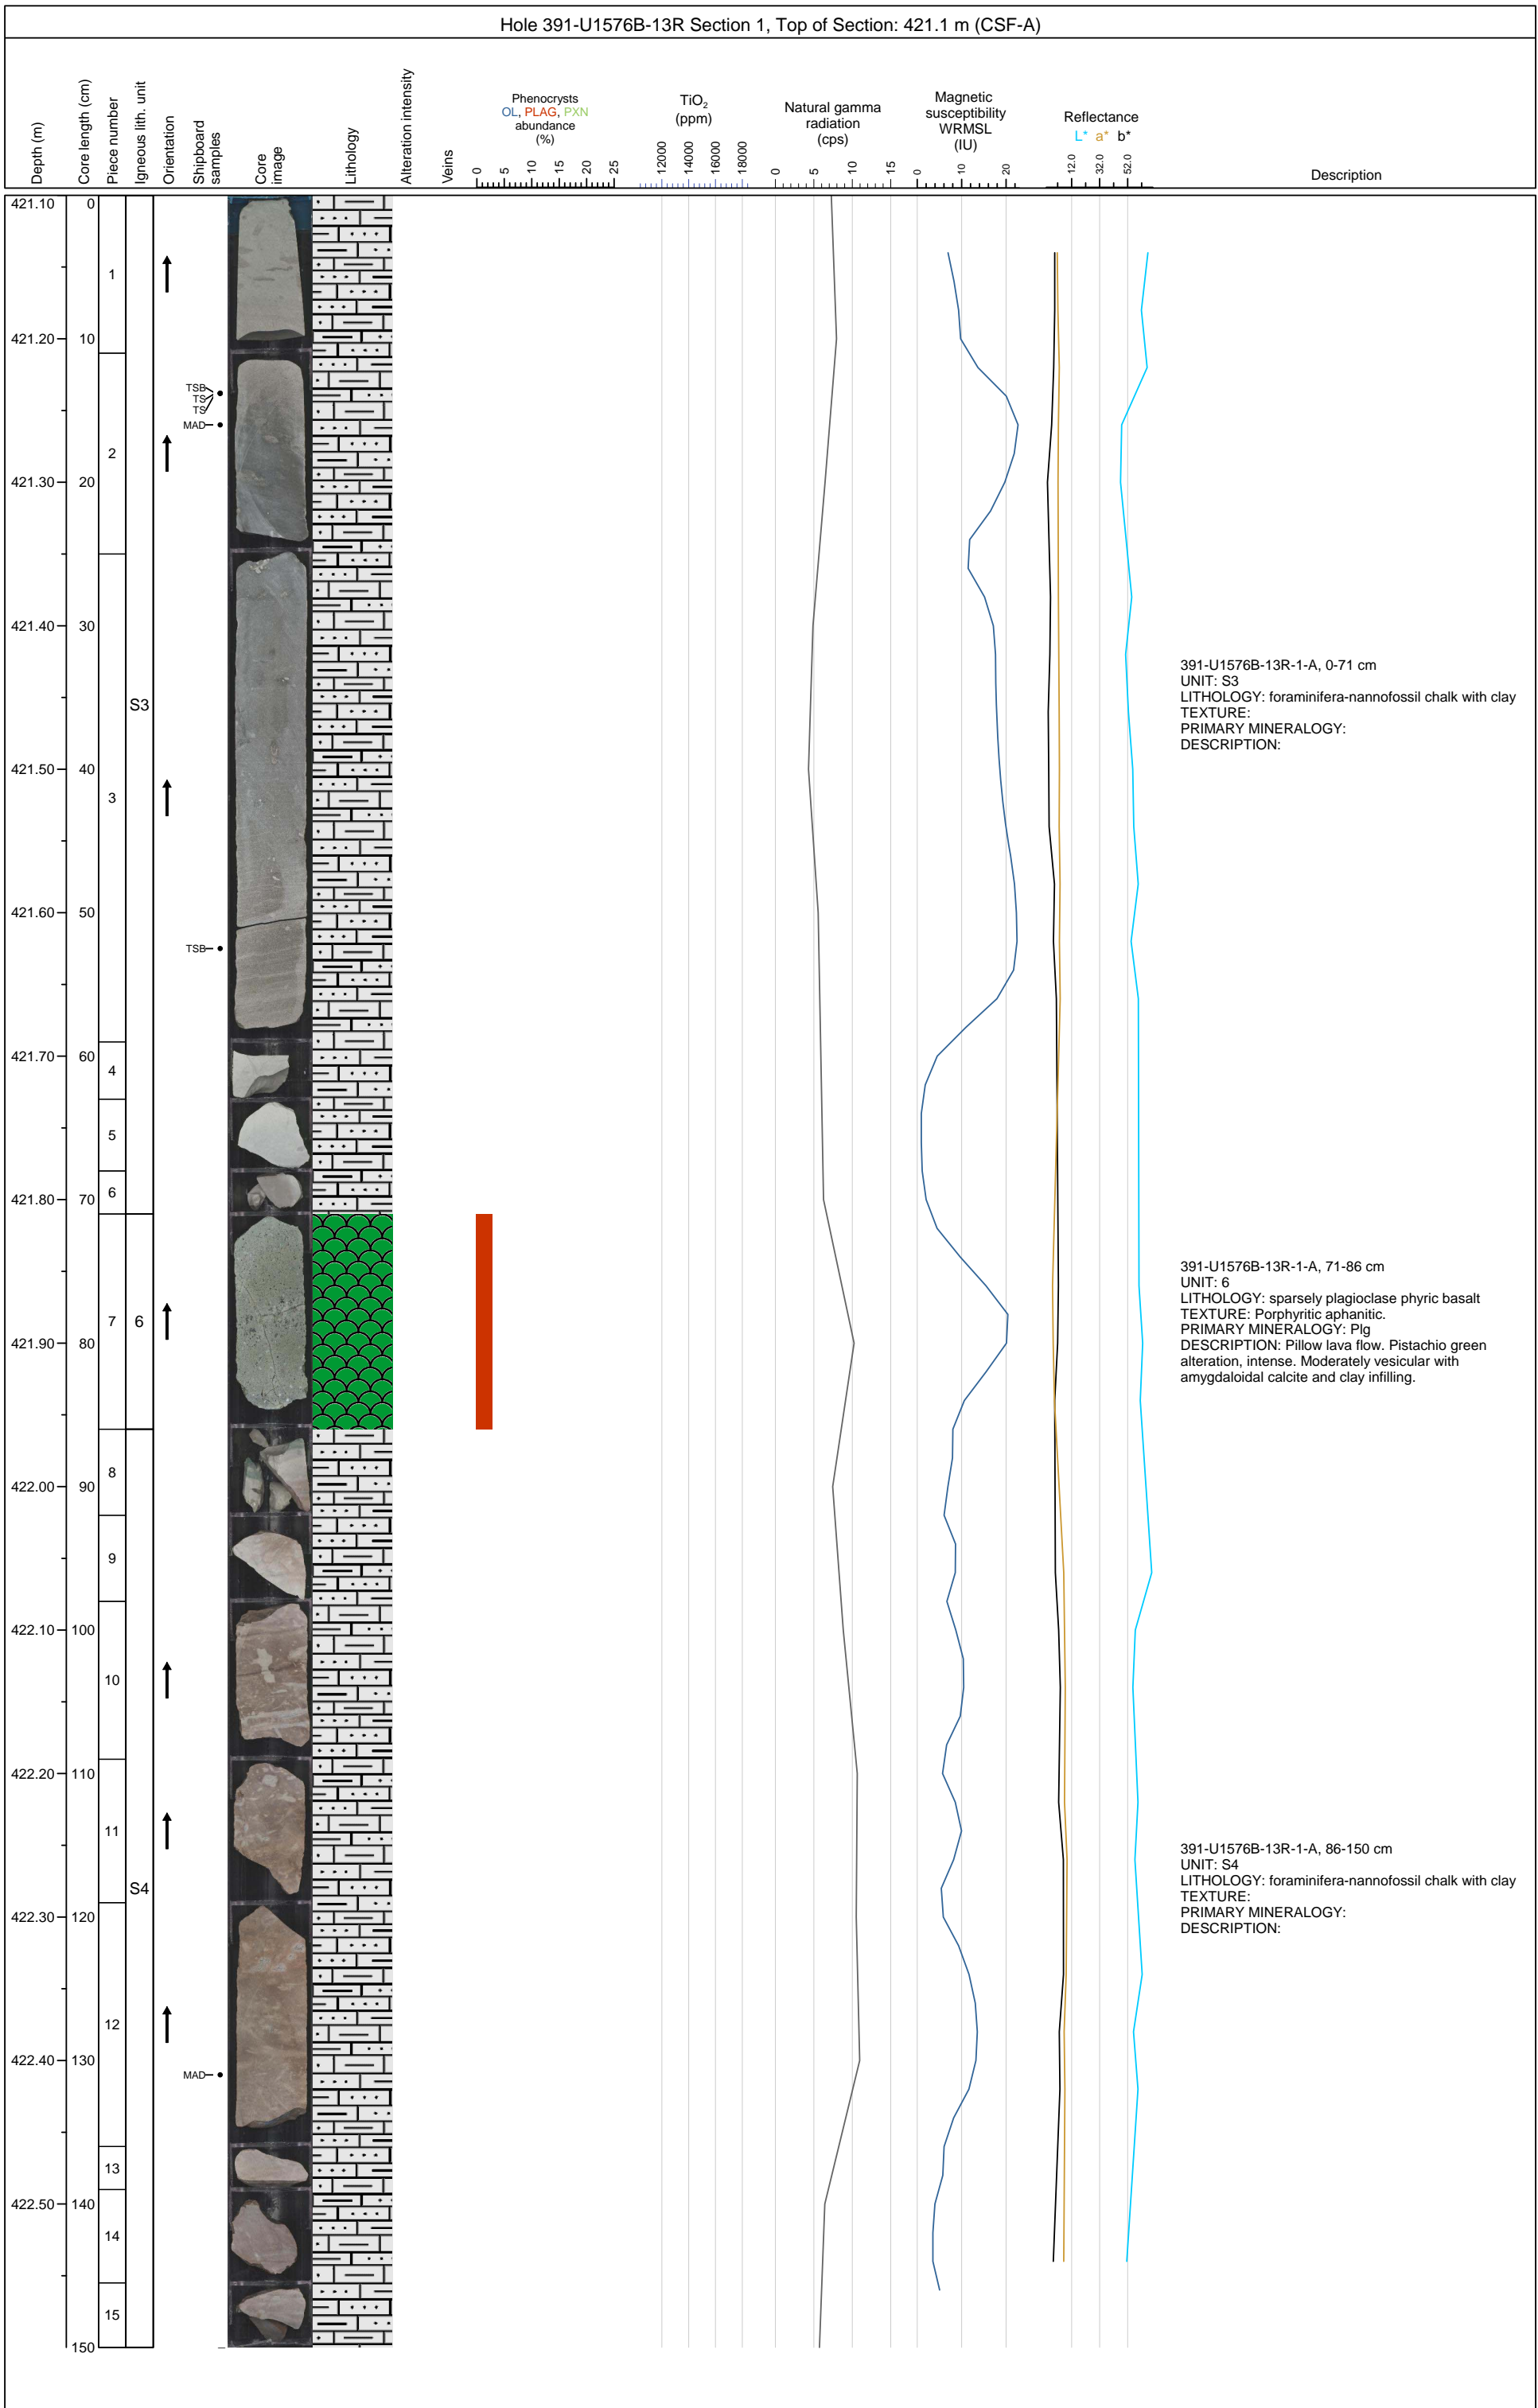 Hole 391-U1576B-13R Section 1, Top of Section: 421.1 m (CSF-A)
Depth (m)
Core length (cm)
Piece number
Igneous lith. unit
Orientation
Shipboard
samples
Core
image
Lithology
Alteration intensity
Veins
Phenocrysts
OL, PLAG, PXN
abundance
(%)
0 5 10 15 20 25
TiO2
(ppm)
12000 14000 16000 18000
Natural gamma
radiation
(cps)
0 5 10 15
Magnetic
susceptibility
WRMSL
(IU)
0 10 20
Reflectance
L* a* b*
12.0 32.0 52.0
Description
421.10 0
1
421.20 10
TSB
TS
TS
MAD
2
421.30 20
421.40 30
S3
421.50 40
3
421.60 50
TSB
421.70 60
4
5
6
421.80 70
7 6
421.90 80
8
422.00 90
9
422.10 100
10
422.20 110
11
S4
422.30 120
12
422.40 130
MAD
13
422.50 140
14
15
150
391-U1576B-13R-1-A, 0-71 cm
UNIT: S3
LITHOLOGY: foraminifera-nannofossil chalk with clay
TEXTURE:
PRIMARY MINERALOGY:
DESCRIPTION:
391-U1576B-13R-1-A, 71-86 cm
UNIT: 6
LITHOLOGY: sparsely plagioclase phyric basalt
TEXTURE: Porphyritic aphanitic.
PRIMARY MINERALOGY: Plg
DESCRIPTION: Pillow lava flow. Pistachio green
alteration, intense. Moderately vesicular with
amygdaloidal calcite and clay infilling.
391-U1576B-13R-1-A, 86-150 cm
UNIT: S4
LITHOLOGY: foraminifera-nannofossil chalk with clay
TEXTURE:
PRIMARY MINERALOGY:
DESCRIPTION: